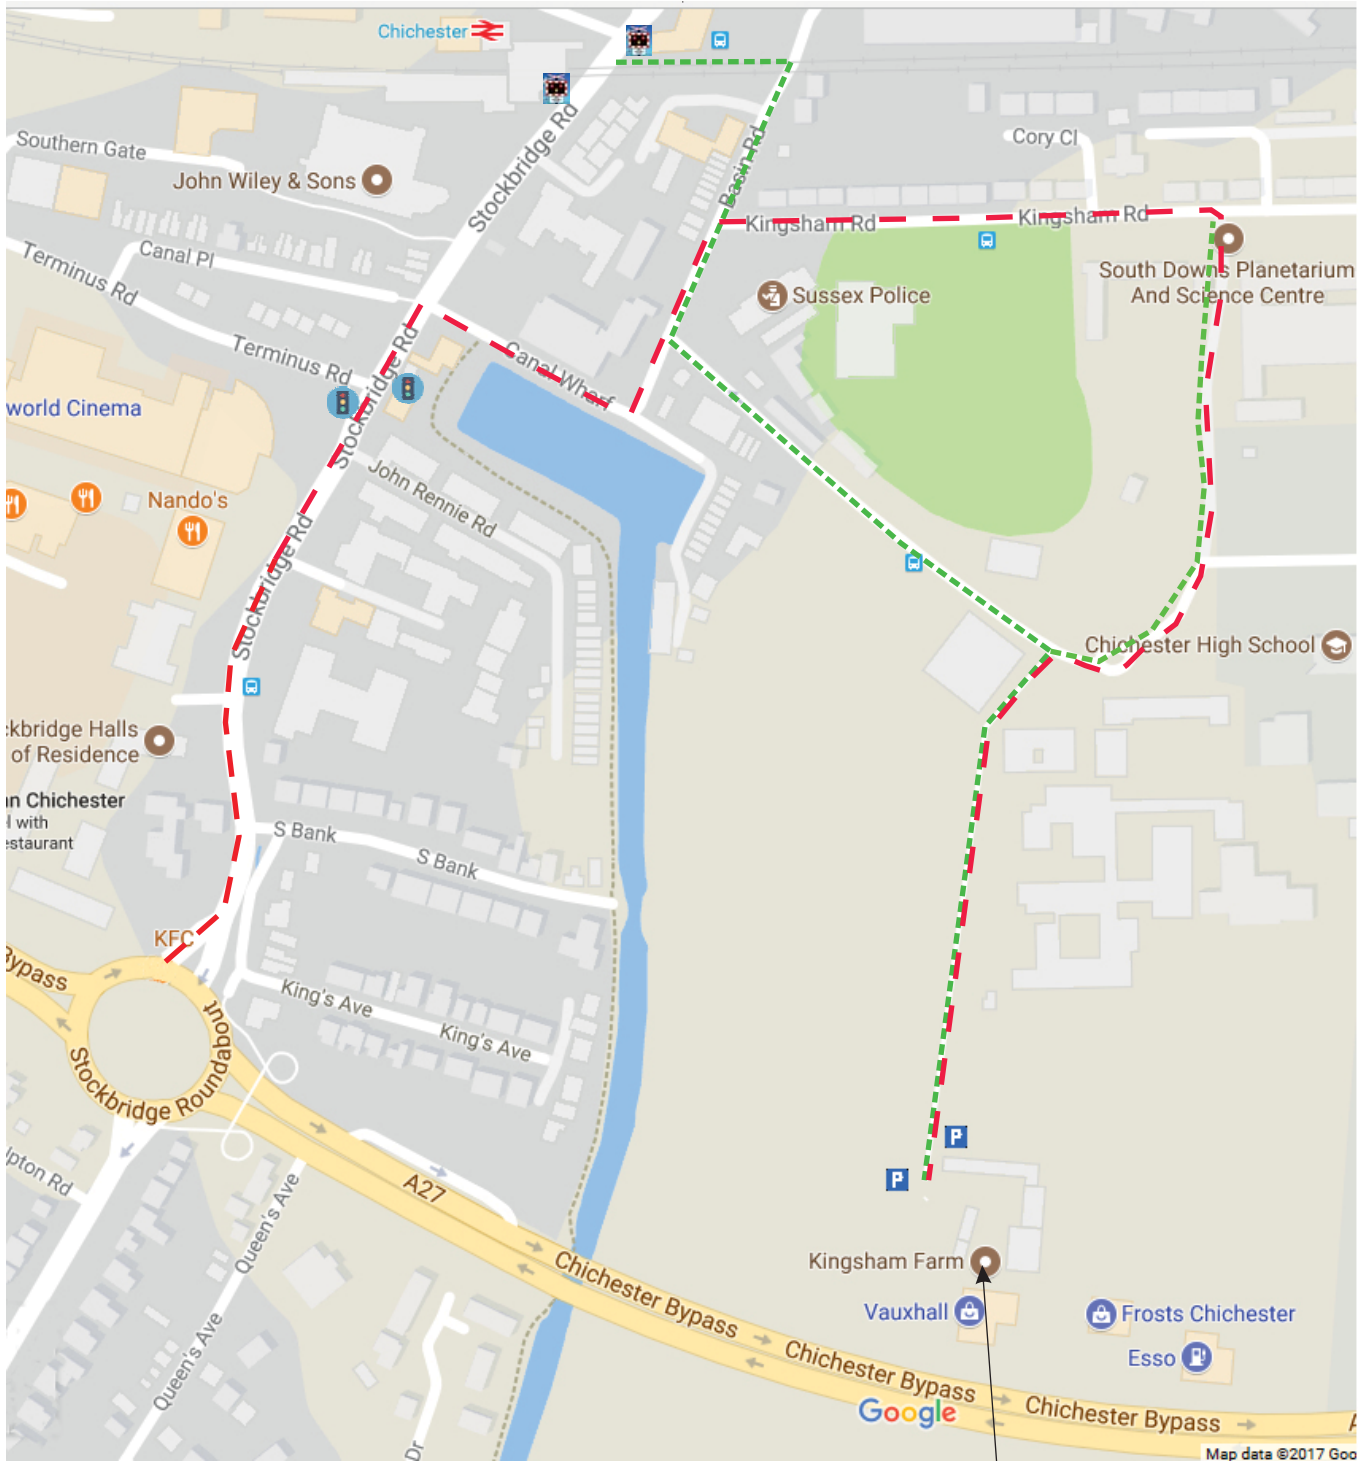 Chichester
Southern Gate
John Wiley & Sons
Stockbridge Rd
Basin Rd
Cory Cl
Kingsham Rd
Kingsham Rd
Canal Pl
Terminus Rd
Terminus Rd
Sussex Police
South Downs Planetarium
And Science Centre
Stockbridge Rd
Canal Wharf
world Cinema
John Rennie Rd
Nando's
Stockbridge Rd
Chichester High School
ckbridge Halls
of Residence
an Chichester
l with
estaurant
S Bank
S Bank
KFC
Bypass
King's Ave
King's Ave
Stockbridge Roundabout
lpton Rd
A27
Queen's Ave
Queen's Ave
P
P
Kingsham Farm
Vauxhall
Frosts Chichester
Esso
Chichester Bypass
Chichester Bypass
Chichester Bypass
Google
Dr
Map data ©2017 Goo